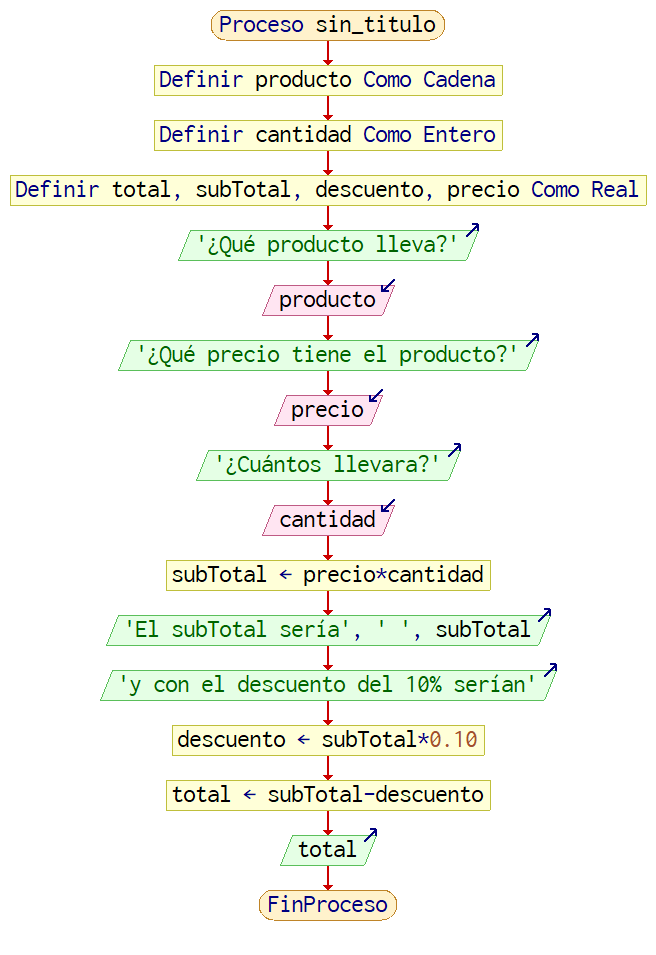 Proceso sin_titulo
Definir producto Como Cadena
Definir cantidad Como Entero
Definir total, subTotal, descuento, precio Como Real
'¿Qué producto lleva?'
producto
'¿Qué precio tiene el producto?'
precio
'¿Cuántos llevara?'
cantidad
subTotal ← precio*cantidad
'El subTotal sería', ' ', subTotal
'y con el descuento del 10% serían'
descuento ← subTotal*0.10
total ← subTotal-descuento
total
FinProceso